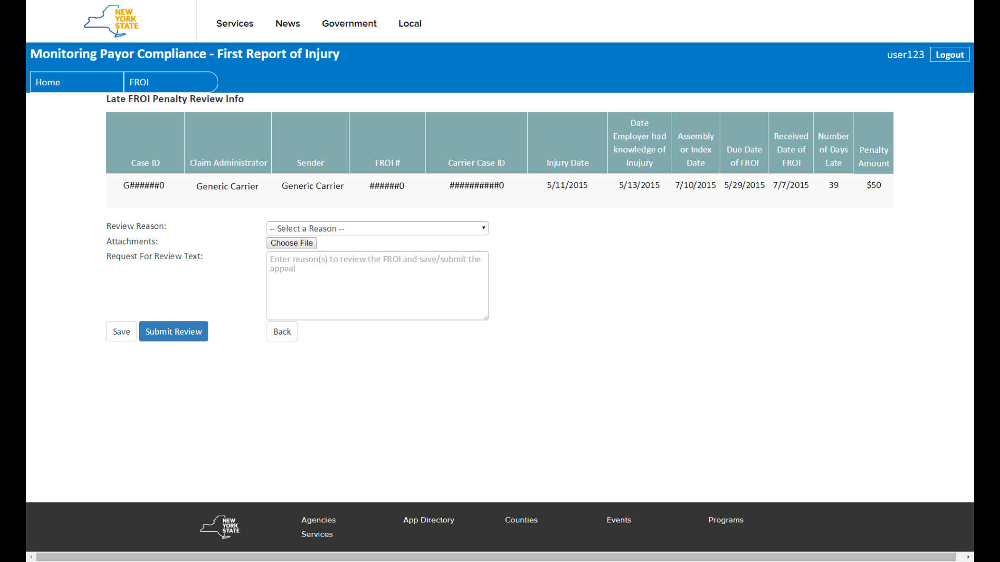 NEW
YORK
STATE
Services News Government Local
Monitoring Payor Compliance - First Report of Injury
user123 Logout
Home FROI
Late FROI Penalty Review Info
Case ID Claim Administrator Sender FROI # Carrier Case ID Injury Date Date Employer had knowledge of Inujury Assembly or Index Date Due Date of FROI Received Date of FROI Number of Days Late Penalty Amount
G######0 Generic Carrier Generic Carrier ######0 ##########0 5/11/2015 5/13/2015 7/10/2015 5/29/2015 7/7/2015 39 $50
Review Reason: -- Select a Reason --
Attachments: Choose File
Request For Review Text: Enter reason(s) to review the FROI and save/submit the
appeal
Save Submit Review Back
NEW
YORK
STATE
Agencies App Directory Counties Events Programs
Services